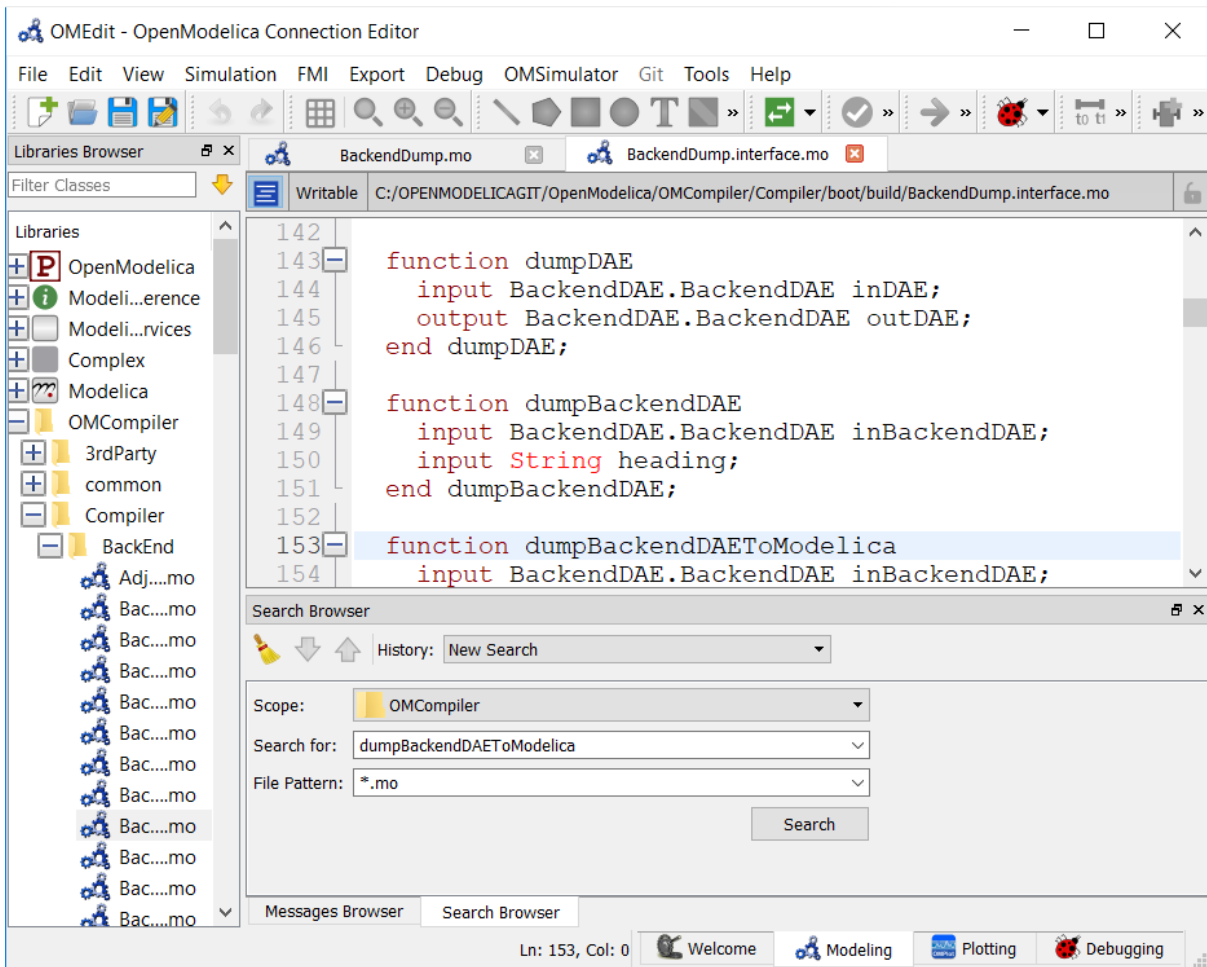 OMEdit - OpenModelica Connection Editor
File Edit View Simulation FMI Export Debug OMSimulator Git Tools Help
T » » » to t1 » »
Libraries Browser
Filter Classes
Libraries
P OpenModelica
i Modeli...erence
Modeli...rvices
Complex
m Modelica
OMCompiler
3rdParty
common
Compiler
BackEnd
Adj....mo
Bac....mo
Bac....mo
Bac....mo
Bac....mo
Bac....mo
Bac....mo
Bac....mo
Bac....mo
Bac....mo
Bac....mo
Bac....mo
BackendDump.mo BackendDump.interface.mo
Writable C:/OPENMODELICAGIT/OpenModelica/OMCompiler/Compiler/boot/build/BackendDump.interface.mo
142
143 function dumpDAE
144 input BackendDAE.BackendDAE inDAE;
145 output BackendDAE.BackendDAE outDAE;
146 end dumpDAE;
147
148 function dumpBackendDAE
149 input BackendDAE.BackendDAE inBackendDAE;
150 input String heading;
151 end dumpBackendDAE;
152
153 function dumpBackendDAEToModelica
154 input BackendDAE.BackendDAE inBackendDAE;
Search Browser
History: New Search
Scope: OMCompiler
Search for: dumpBackendDAEToModelica
File Pattern: *.mo
Search
Messages Browser Search Browser
Ln: 153, Col: 0 Welcome Modeling Plotting Debugging